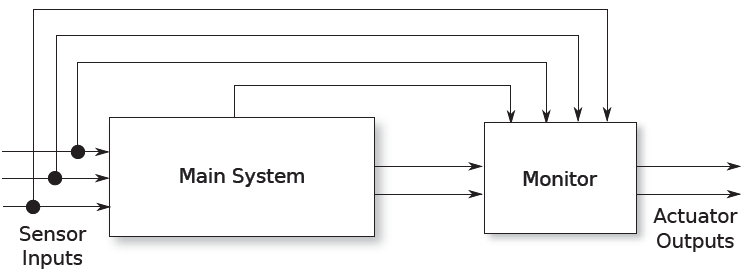 Main System
Monitor
Sensor
Inputs
Actuator
Outputs